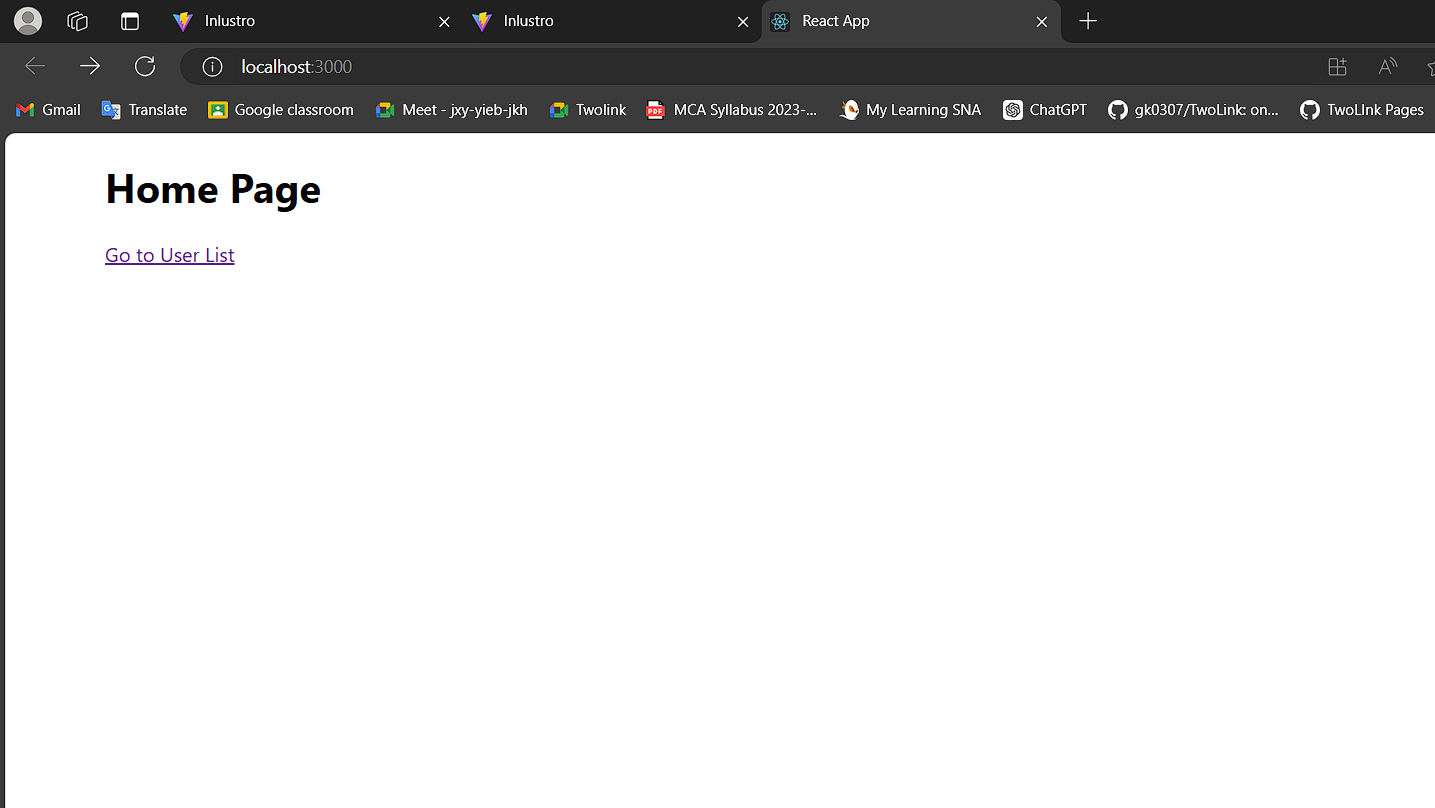 Inlustro Inlustro React App
localhost:3000
Gmail Translate Google classroom Meet - jxy-yieb-jkh Twolink MCA Syllabus 2023-... My Learning SNA ChatGPT gk0307/TwoLink: on... TwoLInk Pages
Home Page
Go to User List